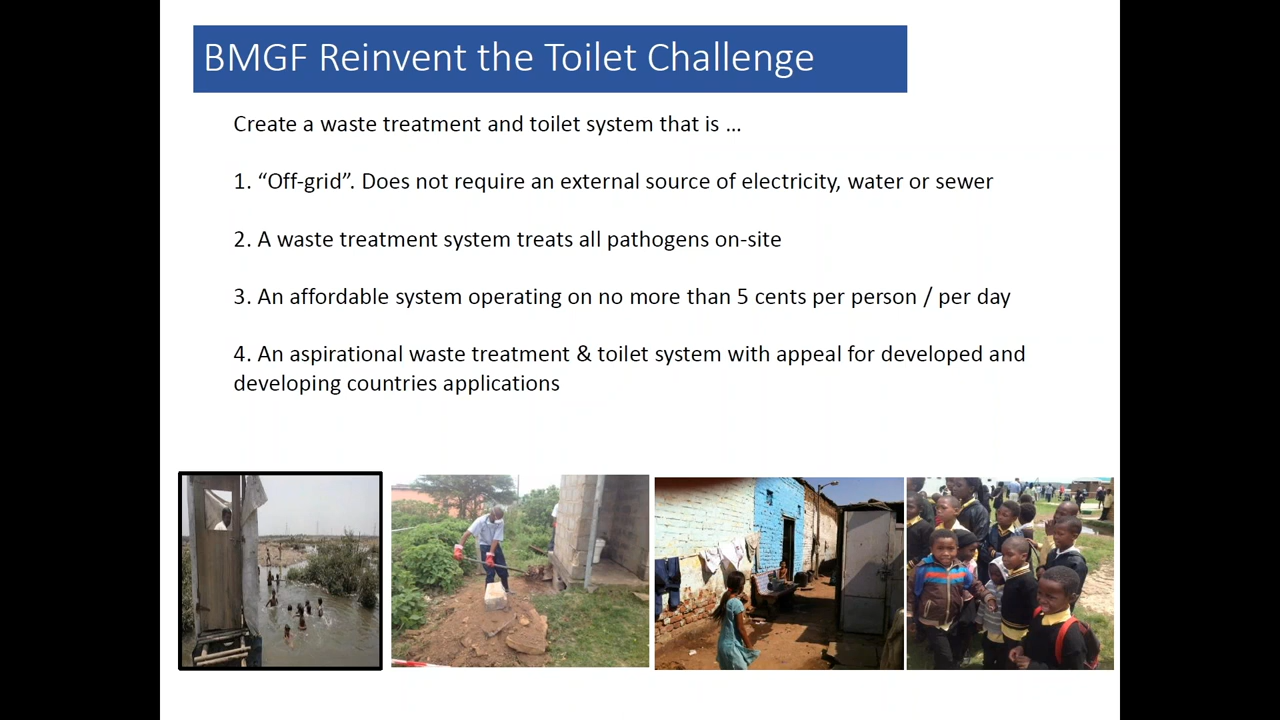 BMGF Reinvent the Toilet Challenge
Create a waste treatment and toilet system that is …
1. “Off-grid”. Does not require an external source of electricity, water or sewer
2. A waste treatment system treats all pathogens on-site
3. An affordable system operating on no more than 5 cents per person / per day
4. An aspirational waste treatment & toilet system with appeal for developed and
developing countries applications